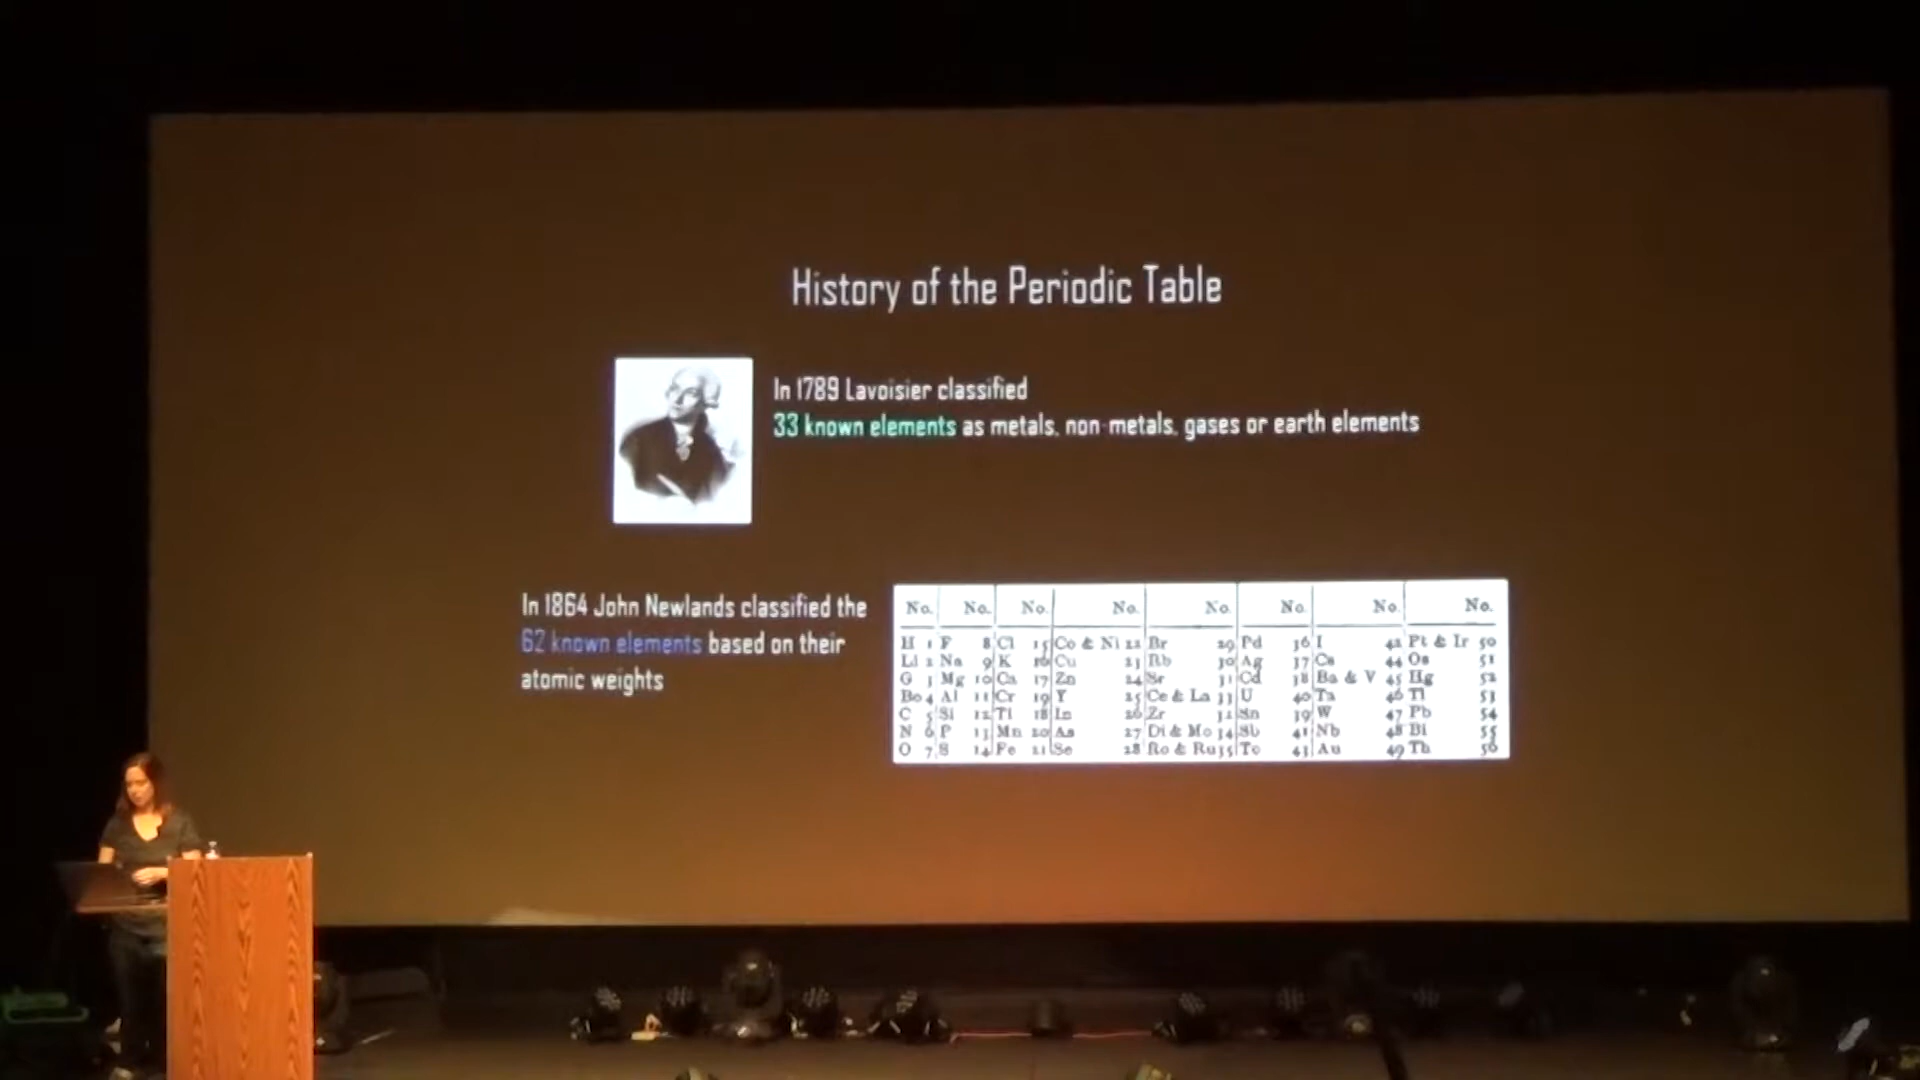 History of the Periodic Table
In 1789 Lavoisier classified
33 known elements as metals, non-metals, gases or earth elements
In 1864 John Newlands classified the
62 known elements based on their
atomic weights
No. No. No. No. No. No. No. No.
H 1 F 8 Cl 15 Co & Ni 22 Br 29 Pd 36 I 42 Pt & Ir 50
Li 2 Na 9 K 16 Cu 23 Rb 30 Ag 37 Cs 44 Os 51
G 3 Mg 10 Ca 17 Zn 24 Sr 31 Cd 38 Ba & V 45 Hg 52
Bo 4 Al 11 Cr 19 Y 25 Ce & La 33 U 40 Ta 46 Tl 53
C 5 Si 12 Ti 18 In 26 Zr 32 Sn 39 W 47 Pb 54
N 6 P 13 Mn 20 As 27 Di & Mo 34 Sb 41 Nb 48 Bi 55
O 7 S 14 Fe 21 Se 28 Ro & Ru 35 Te 43 Au 49 Th 56